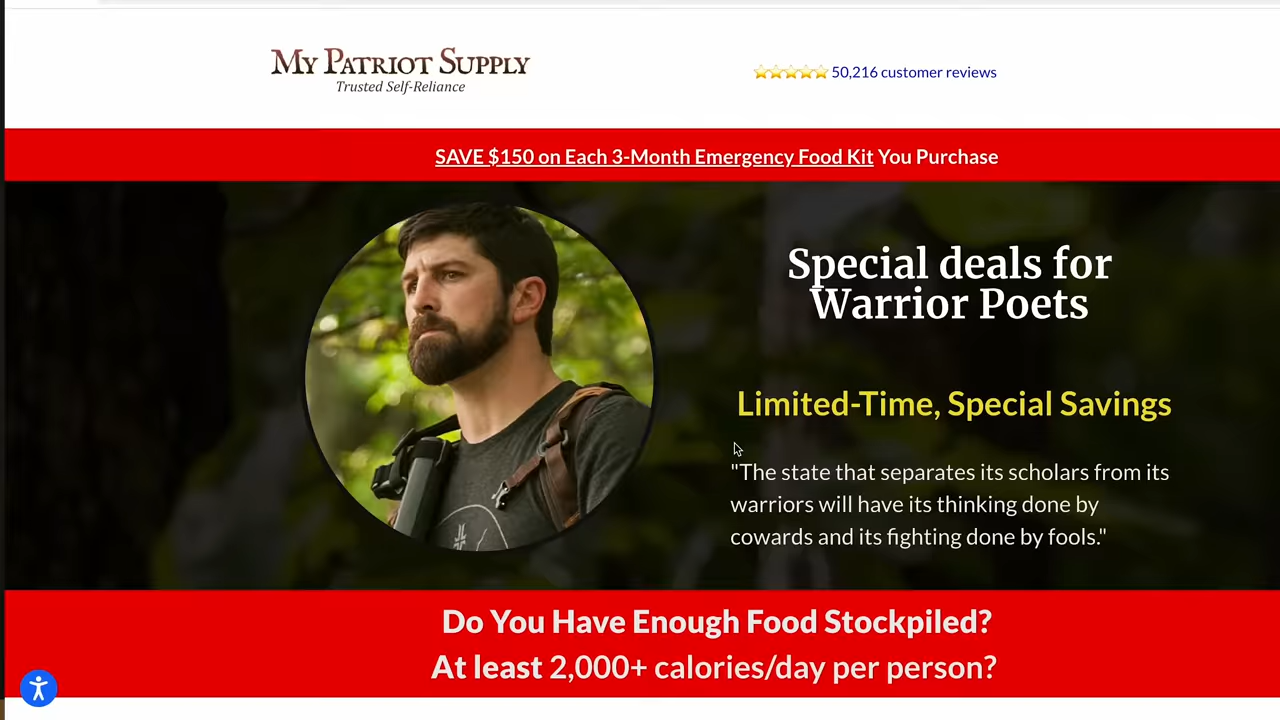 My Patriot Supply
Trusted Self-Reliance
50,216 customer reviews
SAVE $150 on Each 3-Month Emergency Food Kit You Purchase
Special deals for
Warrior Poets
Limited-Time, Special Savings
"The state that separates its scholars from its
warriors will have its thinking done by
cowards and its fighting done by fools."
Do You Have Enough Food Stockpiled?
At least 2,000+ calories/day per person?